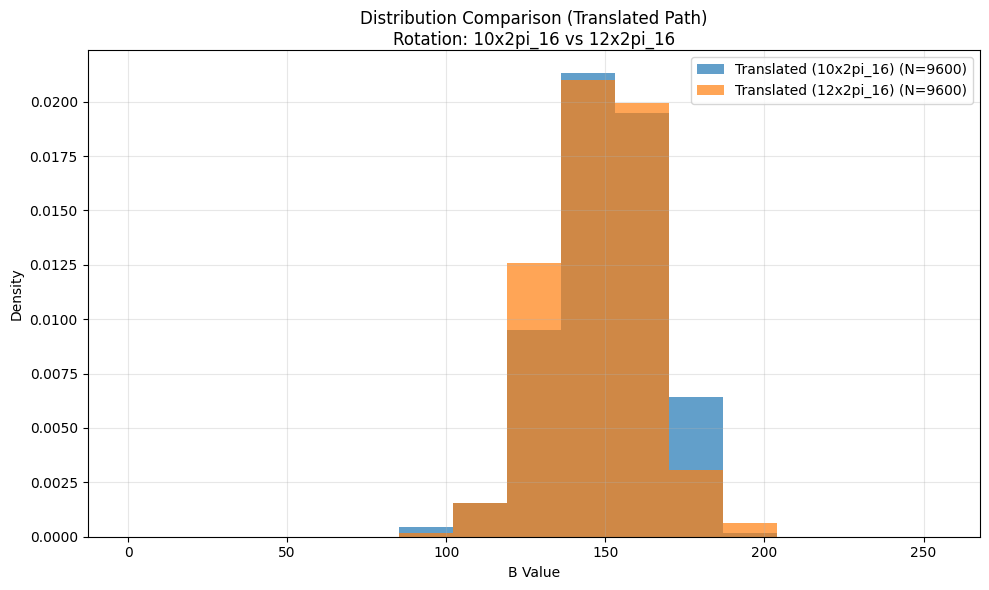 Distribution Comparison (Translated Path)
Rotation: 10x2pi_16 vs 12x2pi_16
Translated (10x2pi_16) (N=9600)
Translated (12x2pi_16) (N=9600)
Density
0.0200
0.0175
0.0150
0.0125
0.0100
0.0075
0.0050
0.0025
0.0000
0 50 100 150 200 250
B Value